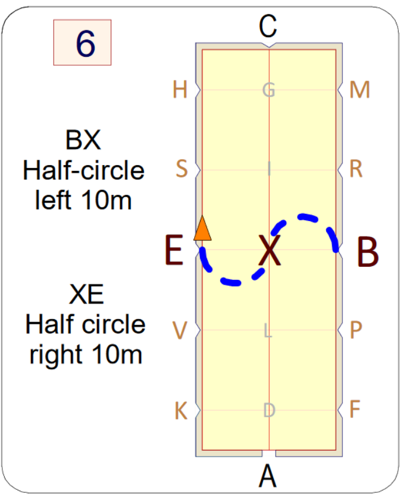 6
C
H
G
M
BX
Half-circle
left 10m
S
I
R
E
X
B
XE
Half circle
right 10m
V
L
P
K
D
F
A